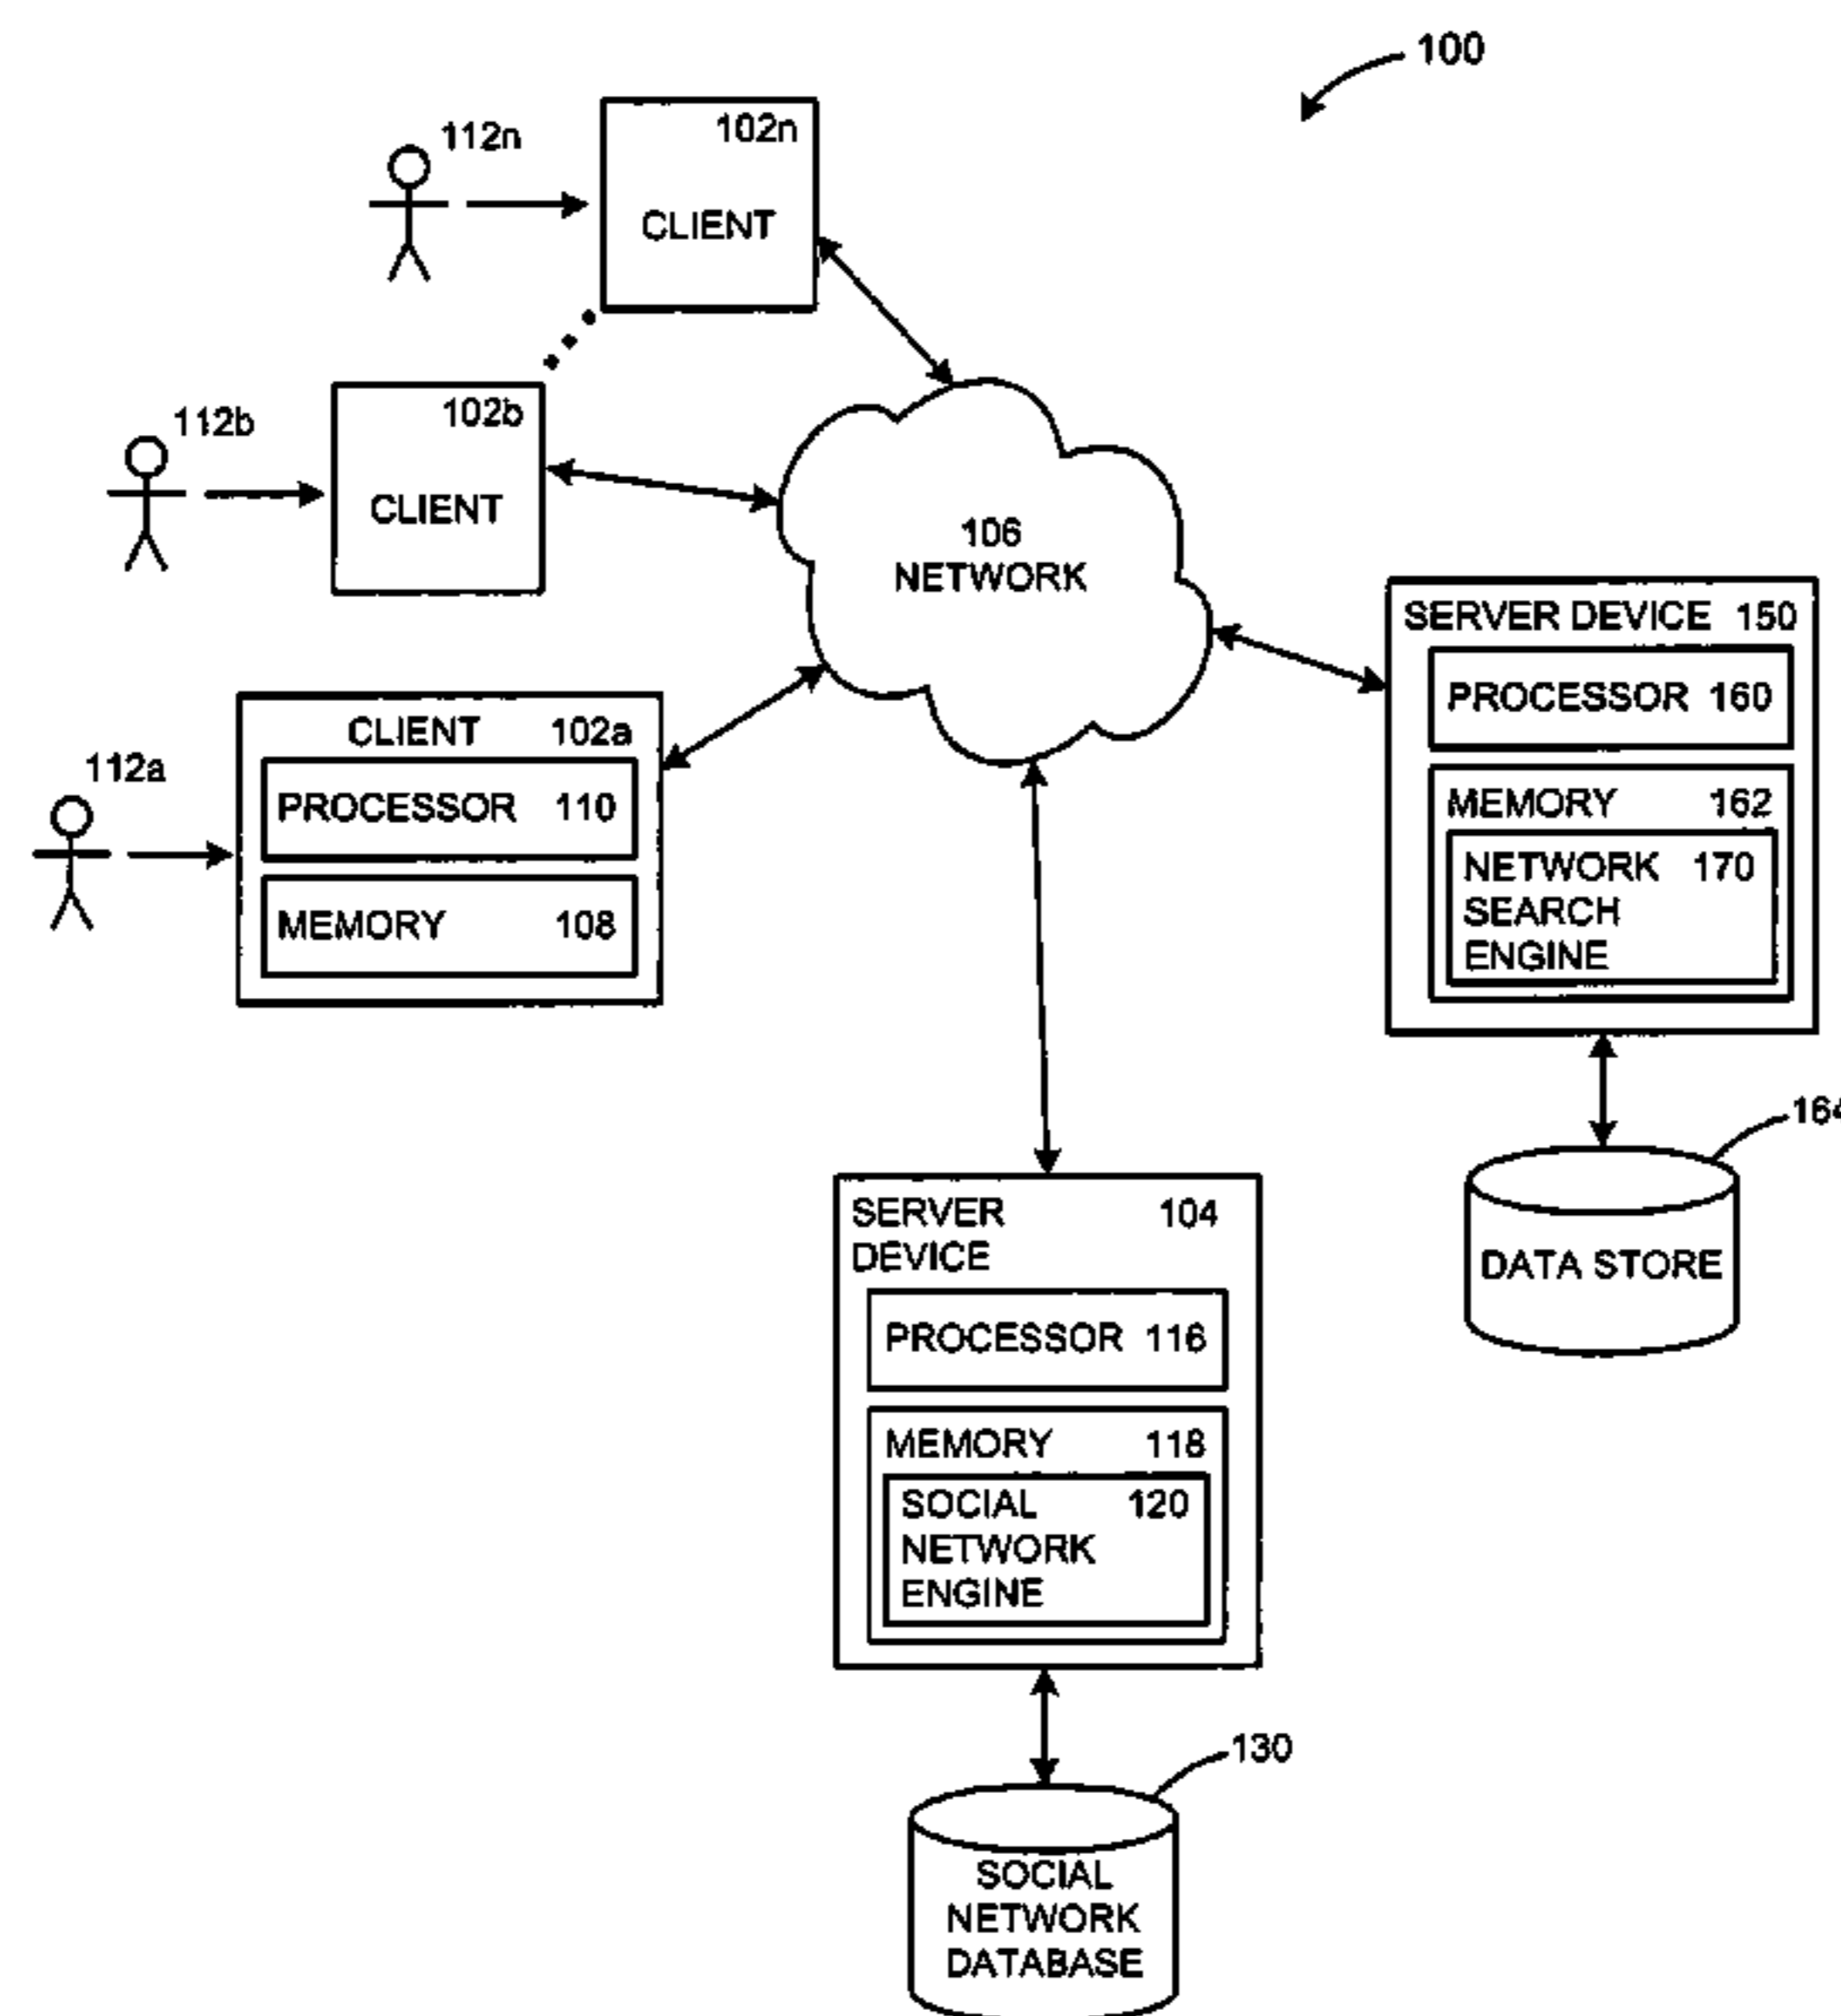 100
112n
102n
CLIENT
112b
102b
CLIENT
106
NETWORK
SERVER DEVICE 150
PROCESSOR 160
MEMORY 162
NETWORK 170
SEARCH
ENGINE
CLIENT 102a
112a
PROCESSOR 110
MEMORY 108
164
DATA STORE
SERVER 104
DEVICE
PROCESSOR 116
MEMORY 118
SOCIAL 120
NETWORK
ENGINE
130
SOCIAL
NETWORK
DATABASE